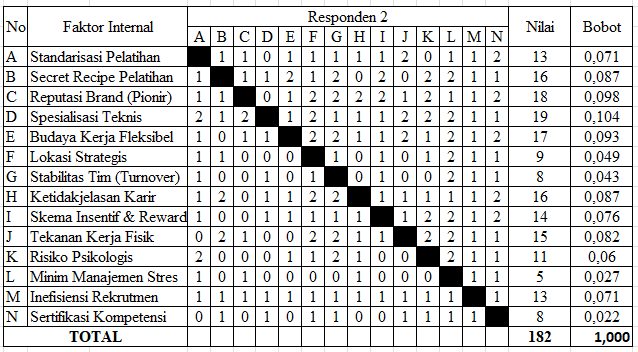 No Faktor Internal Responden 2 Nilai Bobot
A B C D E F G H I J K L M N
A Standarisasi Pelatihan 1 1 0 1 1 1 1 1 2 0 1 1 2 13 0,071
B Secret Recipe Pelatihan 1 1 1 2 1 2 0 2 0 2 2 1 1 16 0,087
C Reputasi Brand (Pionir) 1 1 0 1 2 2 2 2 1 2 1 1 2 18 0,098
D Spesialisasi Teknis 2 1 2 1 2 1 1 1 2 2 2 1 1 19 0,104
E Budaya Kerja Fleksibel 1 0 1 1 2 2 1 1 2 2 1 1 2 17 0,093
F Lokasi Strategis 1 1 0 0 0 1 0 1 0 1 2 1 1 9 0,049
G Stabilitas Tim (Turnover) 1 0 0 1 0 1 0 1 0 0 2 1 1 8 0,043
H Ketidakjelasan Karir 1 2 0 1 1 2 2 1 1 1 1 1 2 16 0,087
I Skema Insentif & Reward 1 0 0 1 1 1 1 1 1 2 2 1 2 14 0,076
J Tekanan Kerja Fisik 0 2 1 0 0 2 2 1 1 2 2 1 1 15 0,082
K Risiko Psikologis 2 0 0 0 1 1 2 1 0 0 2 1 1 11 0,06
L Minim Manajemen Stres 1 0 1 0 0 0 0 1 0 0 0 1 1 5 0,027
M Inefisiensi Rekrutmen 1 1 1 1 1 1 1 1 1 1 1 1 1 13 0,071
N Sertifikasi Kompetensi 0 1 0 1 0 1 1 0 0 1 1 1 1 8 0,022
TOTAL 182 1,000